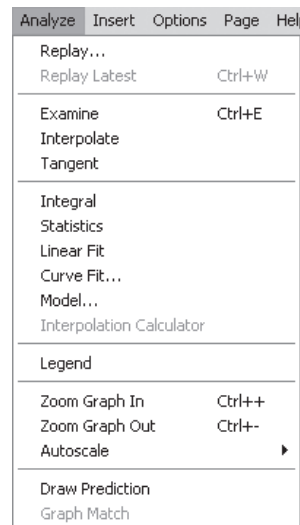 Analyze Insert Options Page Hel
Replay...
Replay Latest Ctrl+W
Examine Ctrl+E
Interpolate
Tangent
Integral
Statistics
Linear Fit
Curve Fit...
Model...
Interpolation Calculator
Legend
Zoom Graph In Ctrl++
Zoom Graph Out Ctrl+-
Autoscale
Draw Prediction
Graph Match